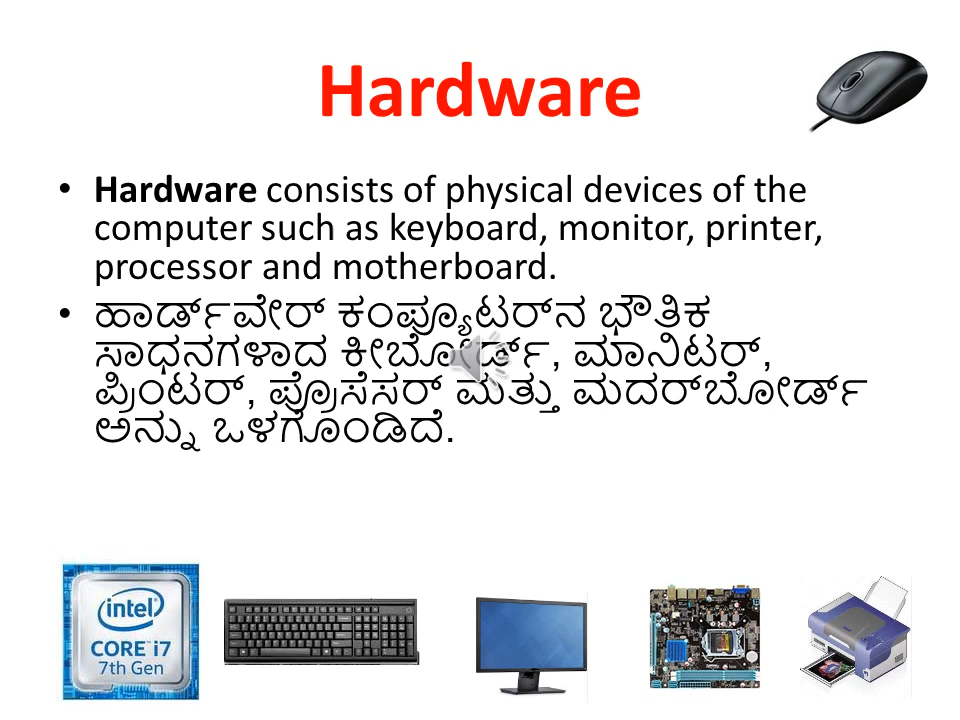 Hardware
• Hardware consists of physical devices of the
computer such as keyboard, monitor, printer,
processor and motherboard.
• ಹಾರ್ಡ್‌ವೇರ್ ಕಂಪ್ಯೂಟರ್‌ನ ಭೌತಿಕ
ಸಾಧನಗಳಾದ ಕೀಬೋರ್ಡ್, ಮಾನಿಟರ್,
ಪ್ರಿಂಟರ್, ಪ್ರೊಸೆಸರ್ ಮತ್ತು ಮದರ್‌ಬೋರ್ಡ್
ಅನ್ನು ಒಳಗೊಂಡಿದೆ.
intel
CORE i7
7th Gen